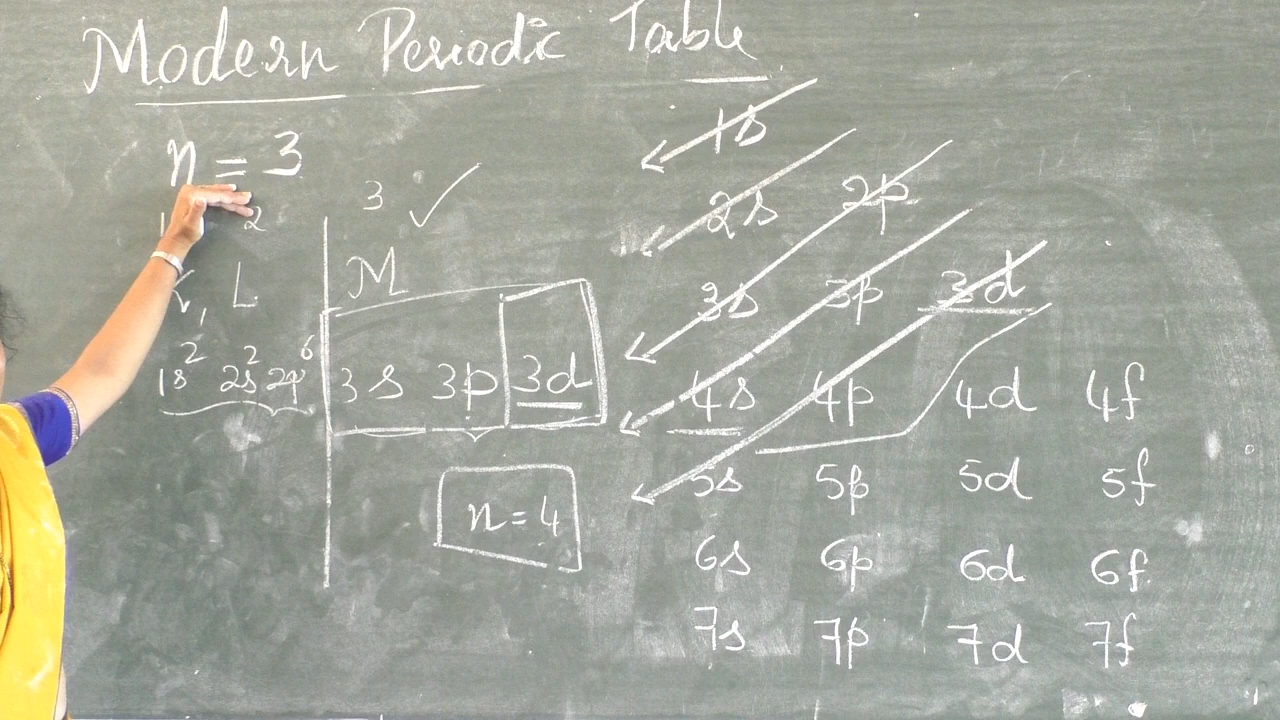 Modern Periodic Table
n = 3
3 ✓
2
K, L
M
1s² 2s² 2p⁶
3s 3p 3d
n = 4
1s
2s 2p
3s 3p 3d
4s 4p 4d 4f
5s 5p 5d 5f
6s 6p 6d 6f
7s 7p 7d 7f